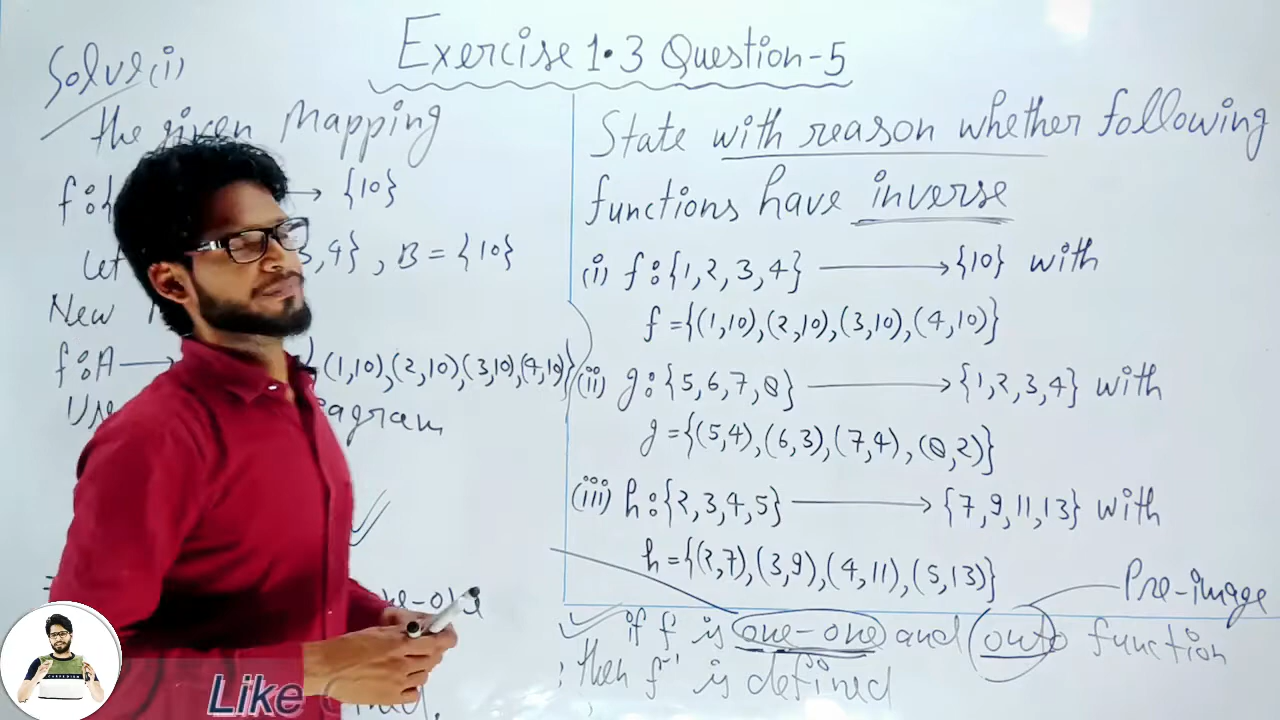 Exercise 1.3 Question-5
Solve(i)
The given Mapping
f:{ → {10}
Let 3,4} , B = {10}
New
f:A → (1,10),(2,10),(3,10),(4,10)}
Use diagram
one-one
State with reason whether following
functions have inverse
(i) f:{1,2,3,4} → {10} with
f={(1,10),(2,10),(3,10),(4,10)}
(ii) g:{5,6,7,8} → {1,2,3,4} with
g={(5,4),(6,3),(7,4),(8,2)}
(iii) h:{2,3,4,5} → {7,9,11,13} with
h={(2,7),(3,9),(4,11),(5,13)}
Pre-image
if f is one-one and onto function
; then f⁻¹ is defined
Like